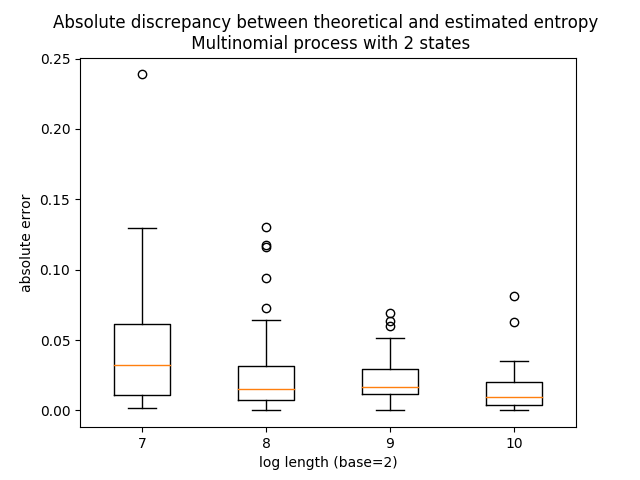 Absolute discrepancy between theoretical and estimated entropy
Multinomial process with 2 states
0.25
0.20
0.15
0.10
0.05
0.00
absolute error
7 8 9 10
log length (base=2)